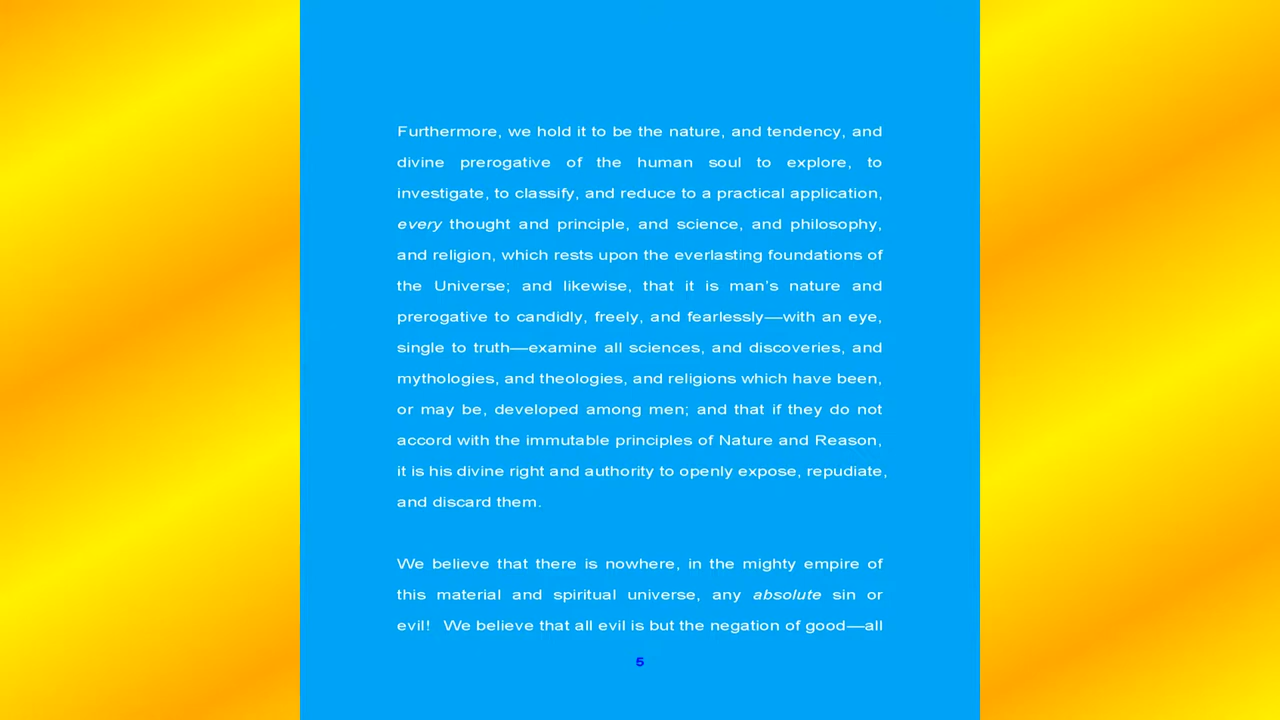 Furthermore, we hold it to be the nature, and tendency, and
divine prerogative of the human soul to explore, to
investigate, to classify, and reduce to a practical application,
every thought and principle, and science, and philosophy,
and religion, which rests upon the everlasting foundations of
the Universe; and likewise, that it is man’s nature and
prerogative to candidly, freely, and fearlessly—with an eye,
single to truth—examine all sciences, and discoveries, and
mythologies, and theologies, and religions which have been,
or may be, developed among men; and that if they do not
accord with the immutable principles of Nature and Reason,
it is his divine right and authority to openly expose, repudiate,
and discard them.
We believe that there is nowhere, in the mighty empire of
this material and spiritual universe, any absolute sin or
evil! We believe that all evil is but the negation of good—all
5